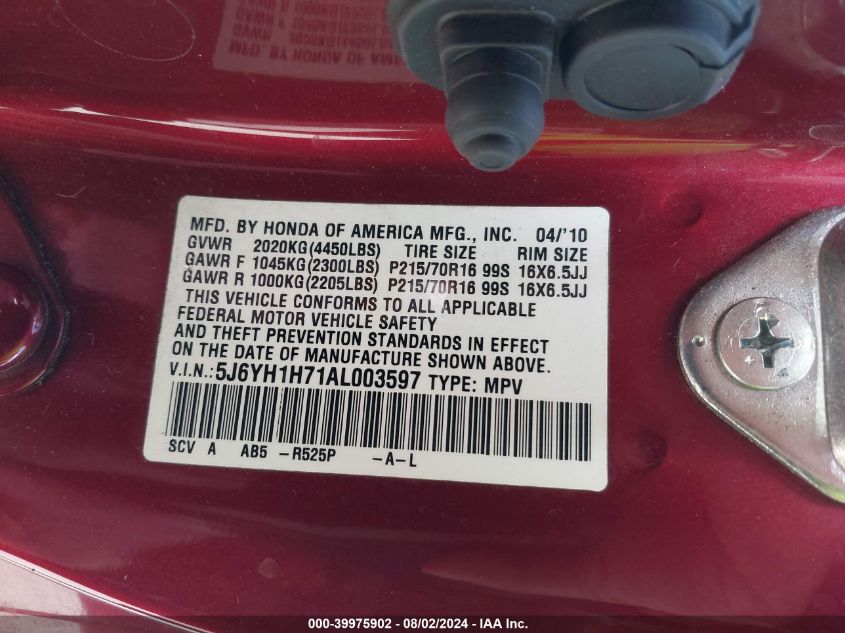 MFD. BY HONDA OF AMERICA MFG., INC. 04/'10
GVWR 2020KG(4450LBS) TIRE SIZE RIM SIZE
GAWR F 1045KG(2300LBS) P215/70R16 99S 16X6.5JJ
GAWR R 1000KG(2205LBS) P215/70R16 99S 16X6.5JJ
THIS VEHICLE CONFORMS TO ALL APPLICABLE
FEDERAL MOTOR VEHICLE SAFETY
AND THEFT PREVENTION STANDARDS IN EFFECT
ON THE DATE OF MANUFACTURE SHOWN ABOVE.
V.I.N.: 5J6YH1H71AL003597 TYPE: MPV
SCV A AB5 -R525P -A-L
000-39975902 - 08/02/2024 - IAA Inc.